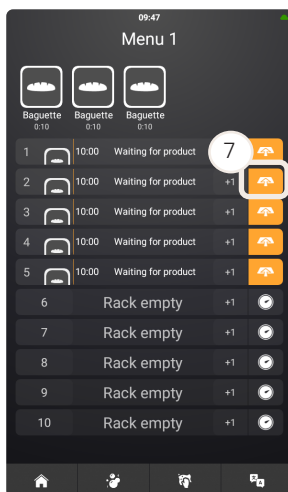 09:47
Menu 1
Baguette Baguette Baguette
0:10 0:10 0:10
1 10:00 Waiting for product 7
2 10:00 Waiting for product +1
3 10:00 Waiting for product +1
4 10:00 Waiting for product +1
5 10:00 Waiting for product +1
6 Rack empty +1
7 Rack empty +1
8 Rack empty +1
9 Rack empty +1
10 Rack empty +1